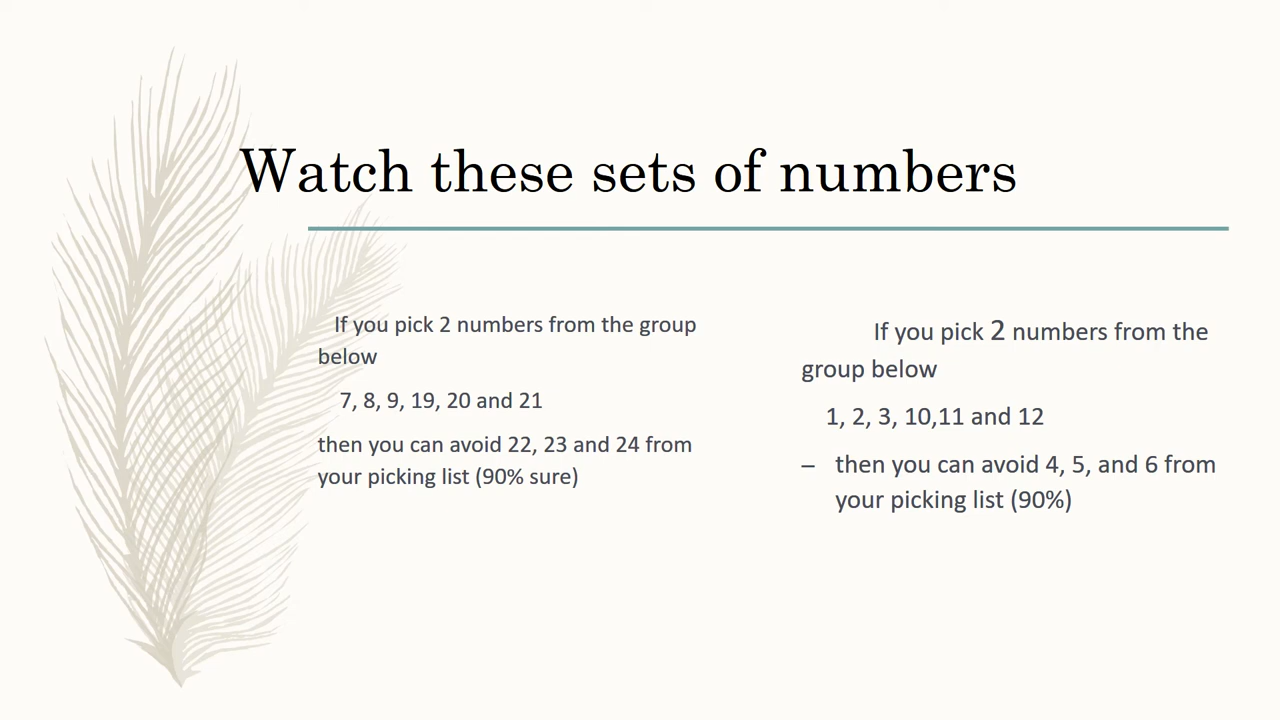 Watch these sets of numbers
If you pick 2 numbers from the group
below
7, 8, 9, 19, 20 and 21
then you can avoid 22, 23 and 24 from
your picking list (90% sure)
If you pick 2 numbers from the
group below
1, 2, 3, 10,11 and 12
– then you can avoid 4, 5, and 6 from
your picking list (90%)